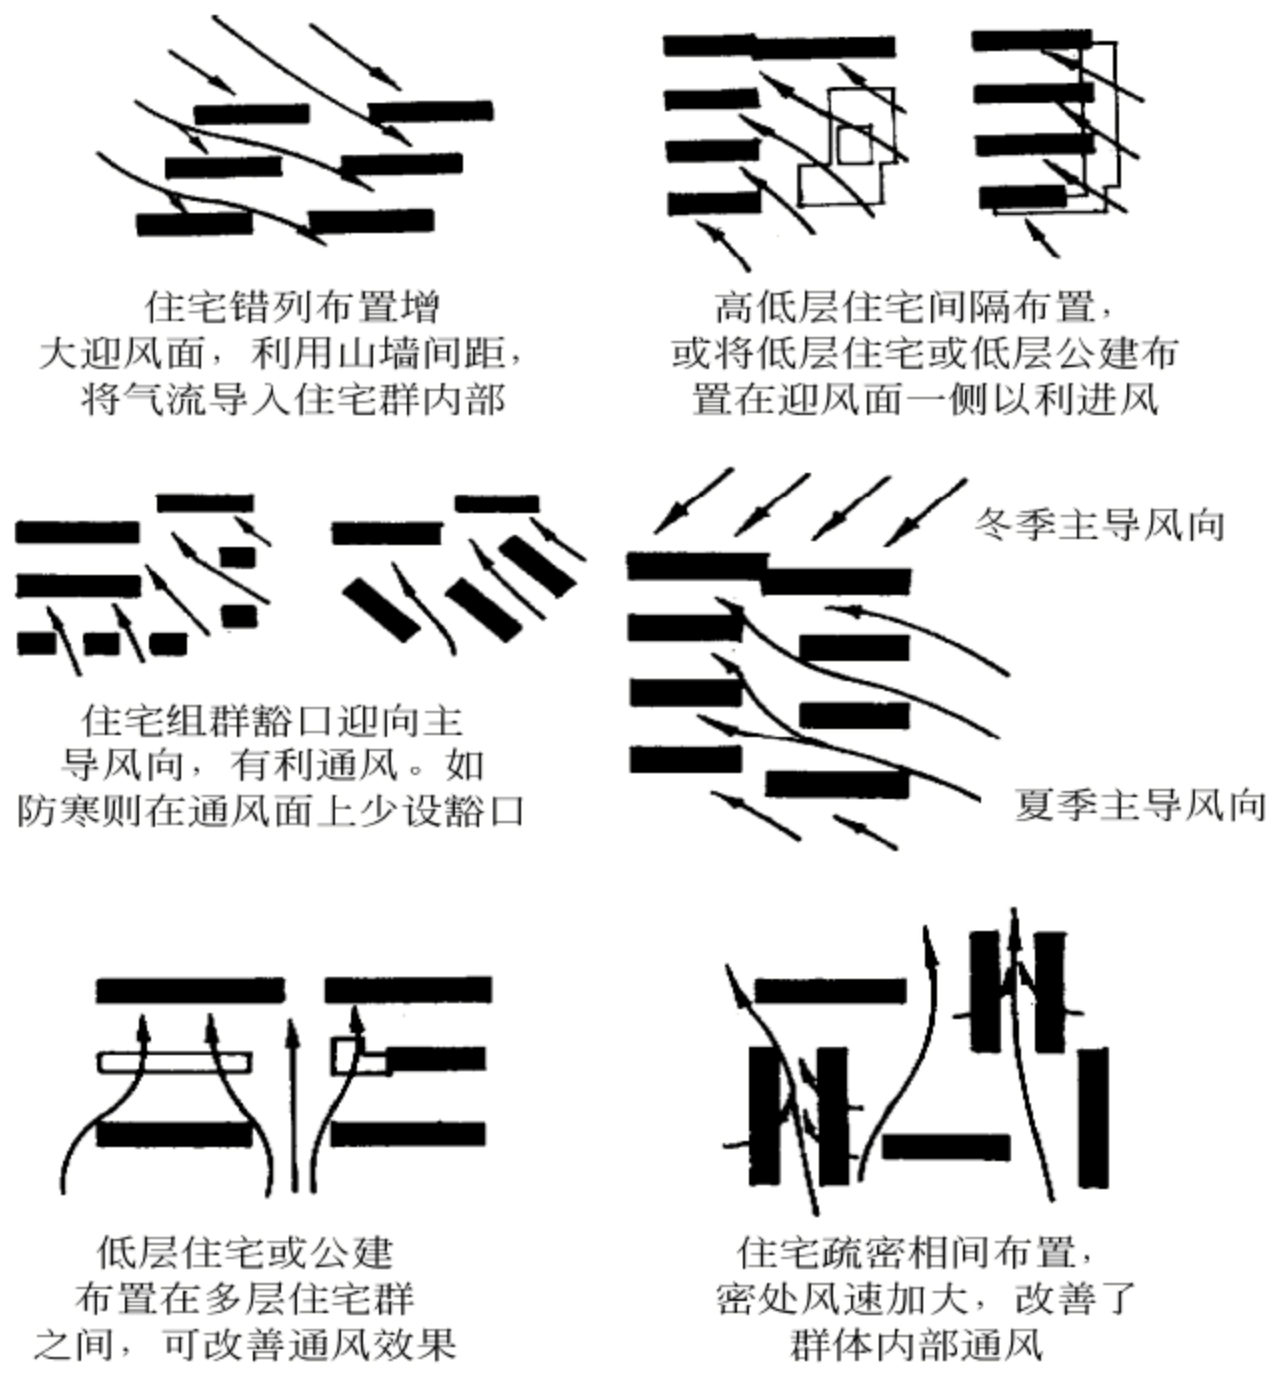 住宅错列布置增
大迎风面，利用山墙间距，
将气流导入住宅群内部
高低层住宅间隔布置，
或将低层住宅或低层公建布
置在迎风面一侧以利进风
住宅组群豁口迎向主
导风向，有利通风。如
防寒则在通风面上少设豁口
冬季主导风向
夏季主导风向
低层住宅或公建
布置在多层住宅群
之间，可改善通风效果
住宅疏密相间布置，
密处风速加大，改善了
群体内部通风